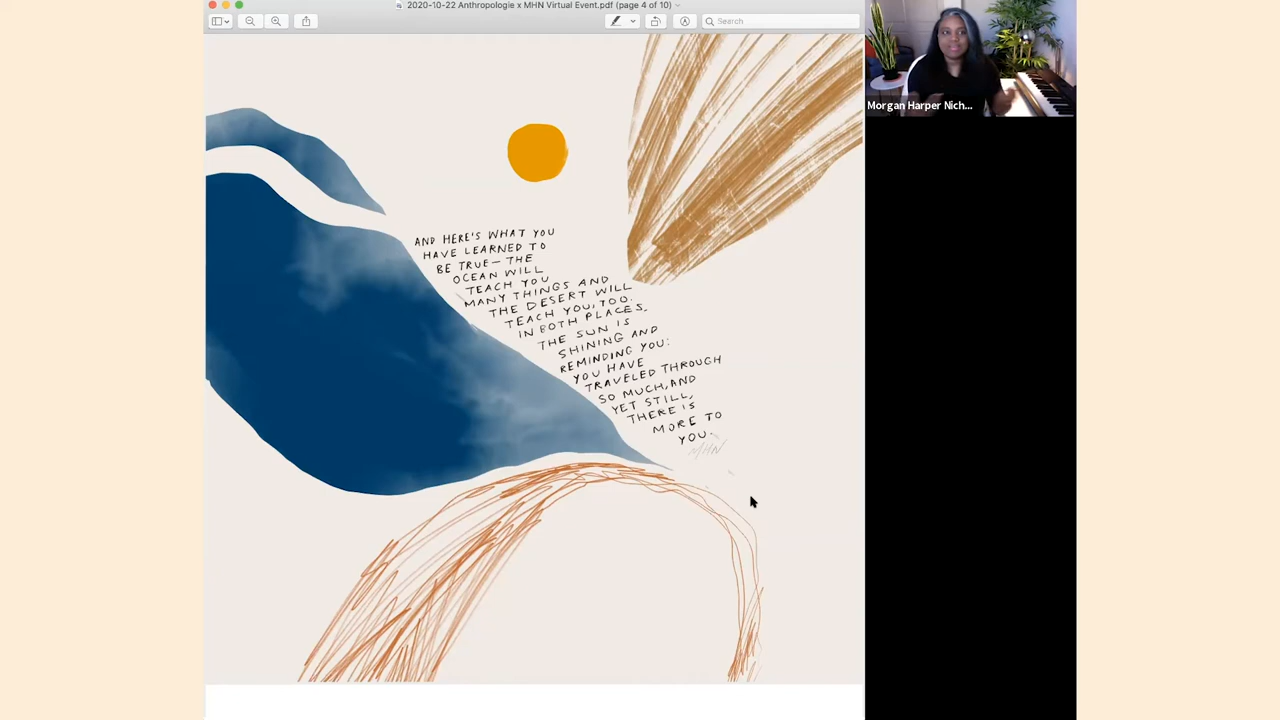 2020-10-22 Anthropologie x MHN Virtual Event.pdf (page 4 of 10)
Search
Morgan Harper Nich...
AND HERE'S WHAT YOU
HAVE LEARNED TO
BE TRUE— THE
OCEAN WILL
TEACH YOU
MANY THINGS AND
THE DESERT WILL
TEACH YOU, TOO.
IN BOTH PLACES,
THE SUN IS
SHINING AND
REMINDING YOU:
YOU HAVE
TRAVELED THROUGH
SO MUCH, AND
YET STILL,
THERE IS
MORE TO
YOU.
MHN